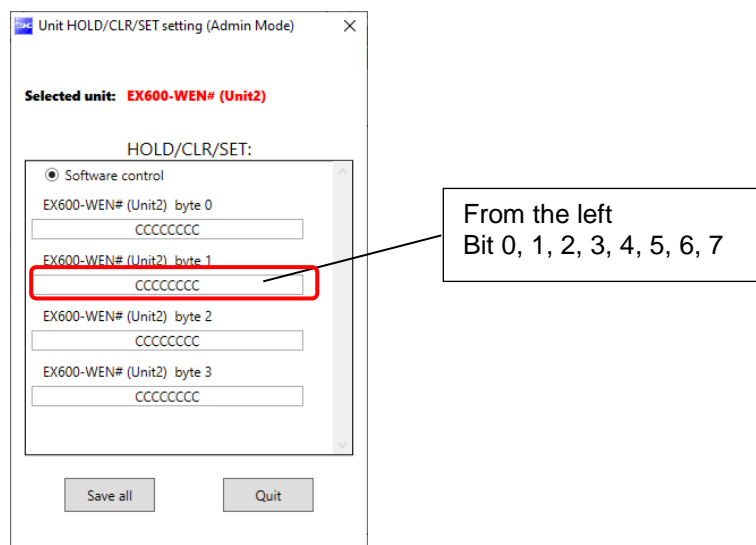 SMC Unit HOLD/CLR/SET setting (Admin Mode)
Selected unit: EX600-WEN# (Unit2)
HOLD/CLR/SET:
Software control
EX600-WEN# (Unit2) byte 0
CCCCCCCC
EX600-WEN# (Unit2) byte 1
CCCCCCCC
EX600-WEN# (Unit2) byte 2
CCCCCCCC
EX600-WEN# (Unit2) byte 3
CCCCCCCC
Save all Quit
From the left
Bit 0, 1, 2, 3, 4, 5, 6, 7